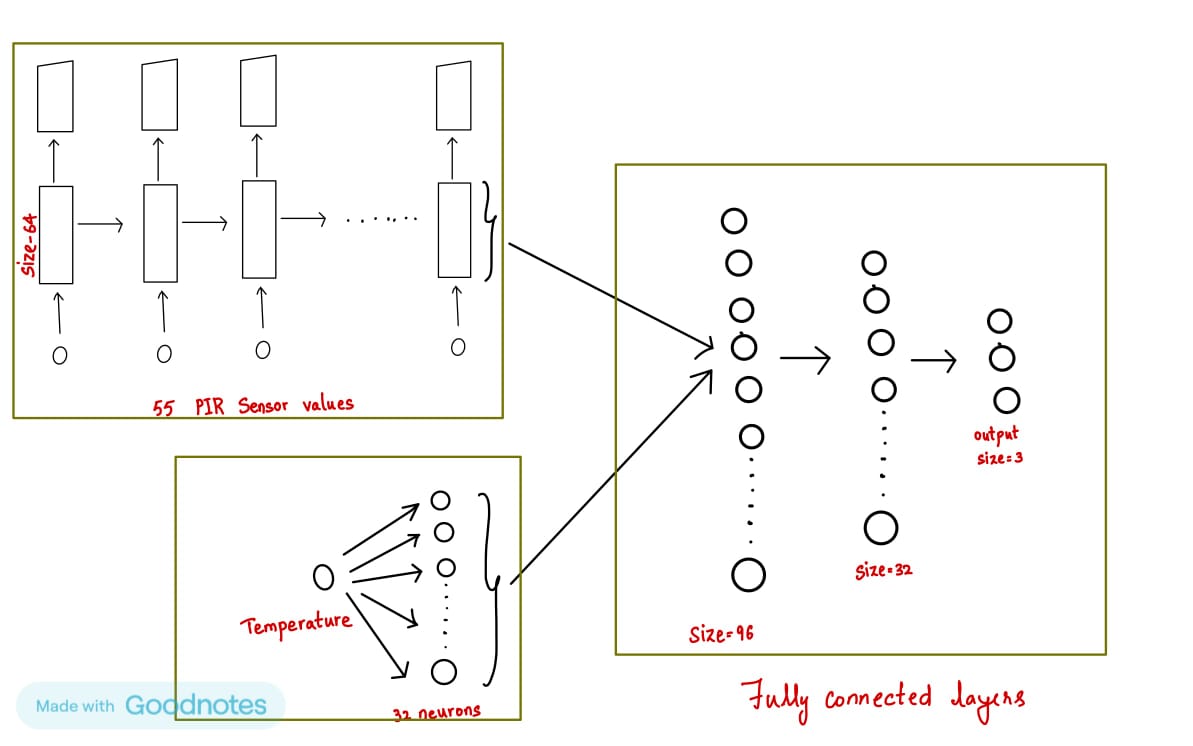 Size-64
55 PIR Sensor values
Temperature
32 neurons
Size=96
Size=32
output
size=3
Fully connected layers
Made with Goodnotes